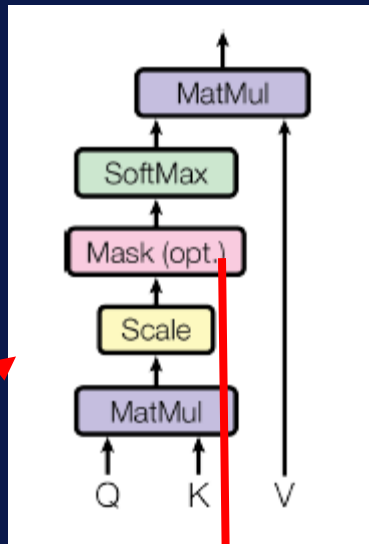 MatMul
SoftMax
Mask (opt.)
Scale
MatMul
Q K V